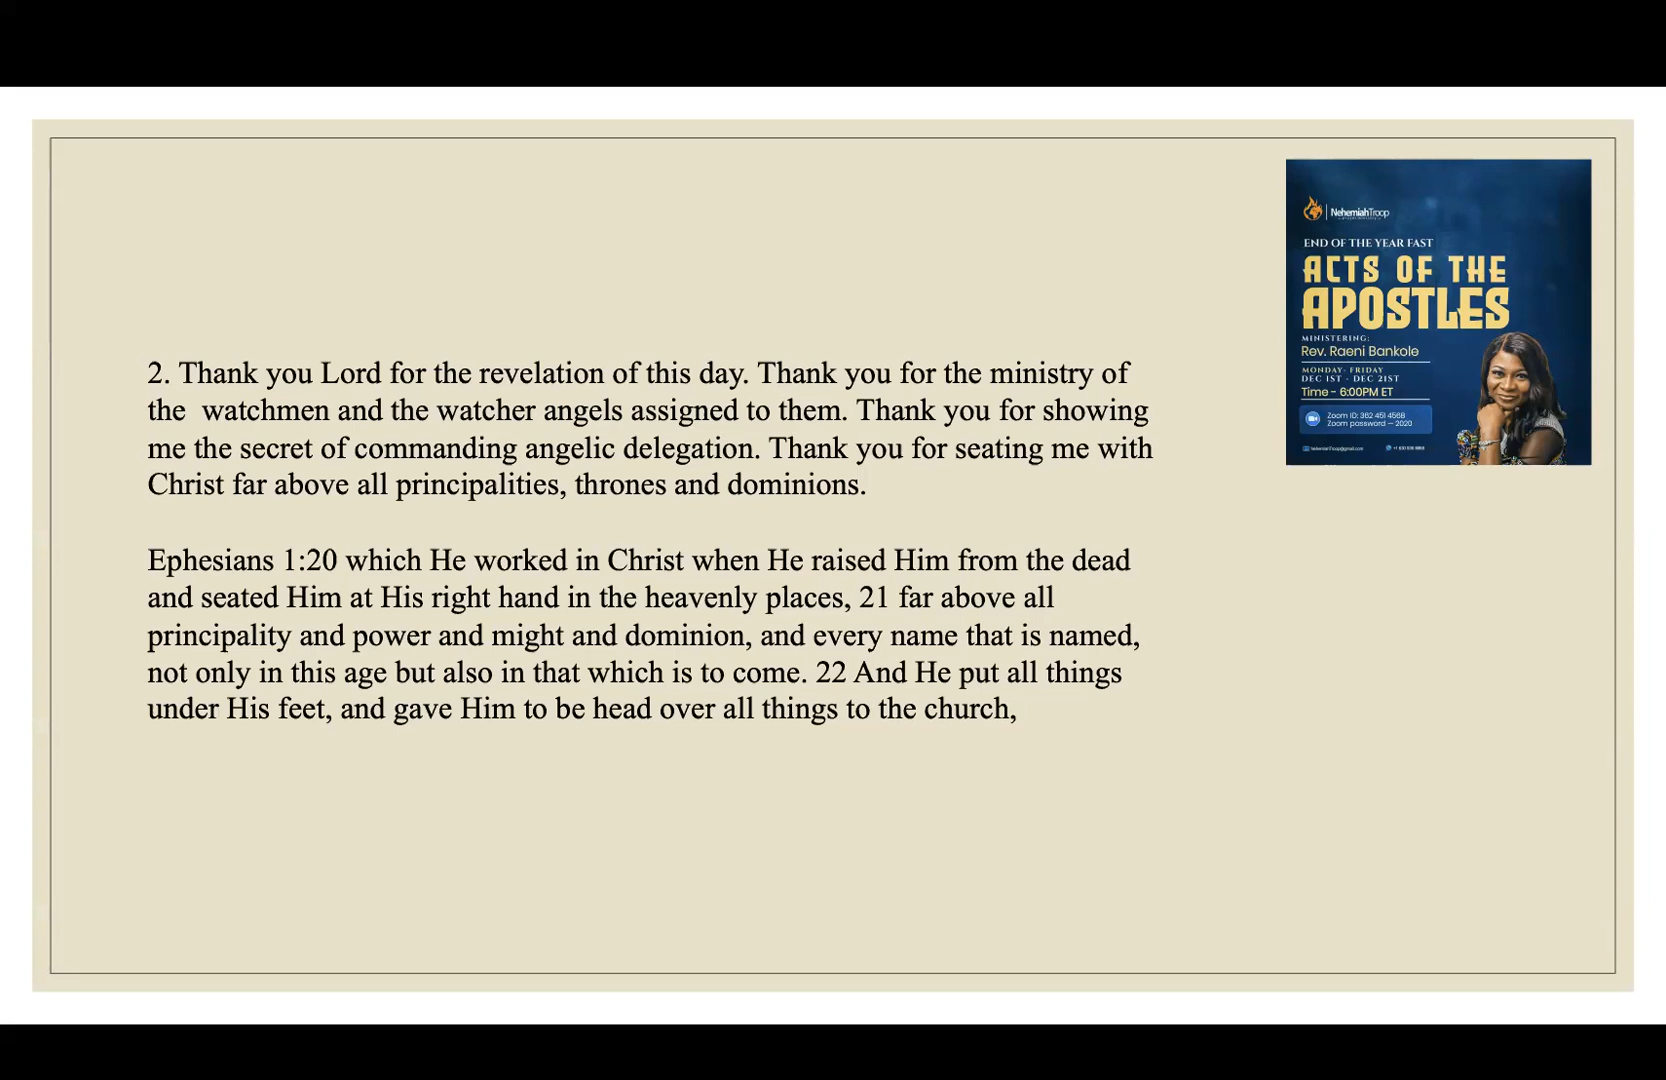 2. Thank you Lord for the revelation of this day. Thank you for the ministry of
the  watchmen and the watcher angels assigned to them. Thank you for showing
me the secret of commanding angelic delegation. Thank you for seating me with
Christ far above all principalities, thrones and dominions.
Ephesians 1:20 which He worked in Christ when He raised Him from the dead
and seated Him at His right hand in the heavenly places, 21 far above all
principality and power and might and dominion, and every name that is named,
not only in this age but also in that which is to come. 22 And He put all things
under His feet, and gave Him to be head over all things to the church,
NehemiahTroop
END OF THE YEAR FAST
ACTS OF THE
APOSTLES
MINISTERING:
Rev. Raeni Bankole
MONDAY- FRIDAY
DEC 1ST - DEC 21ST
Time - 6:00PM ET
Zoom ID: 362 451 4568
Zoom password — 2020
NehemiahTroop@gmail.com